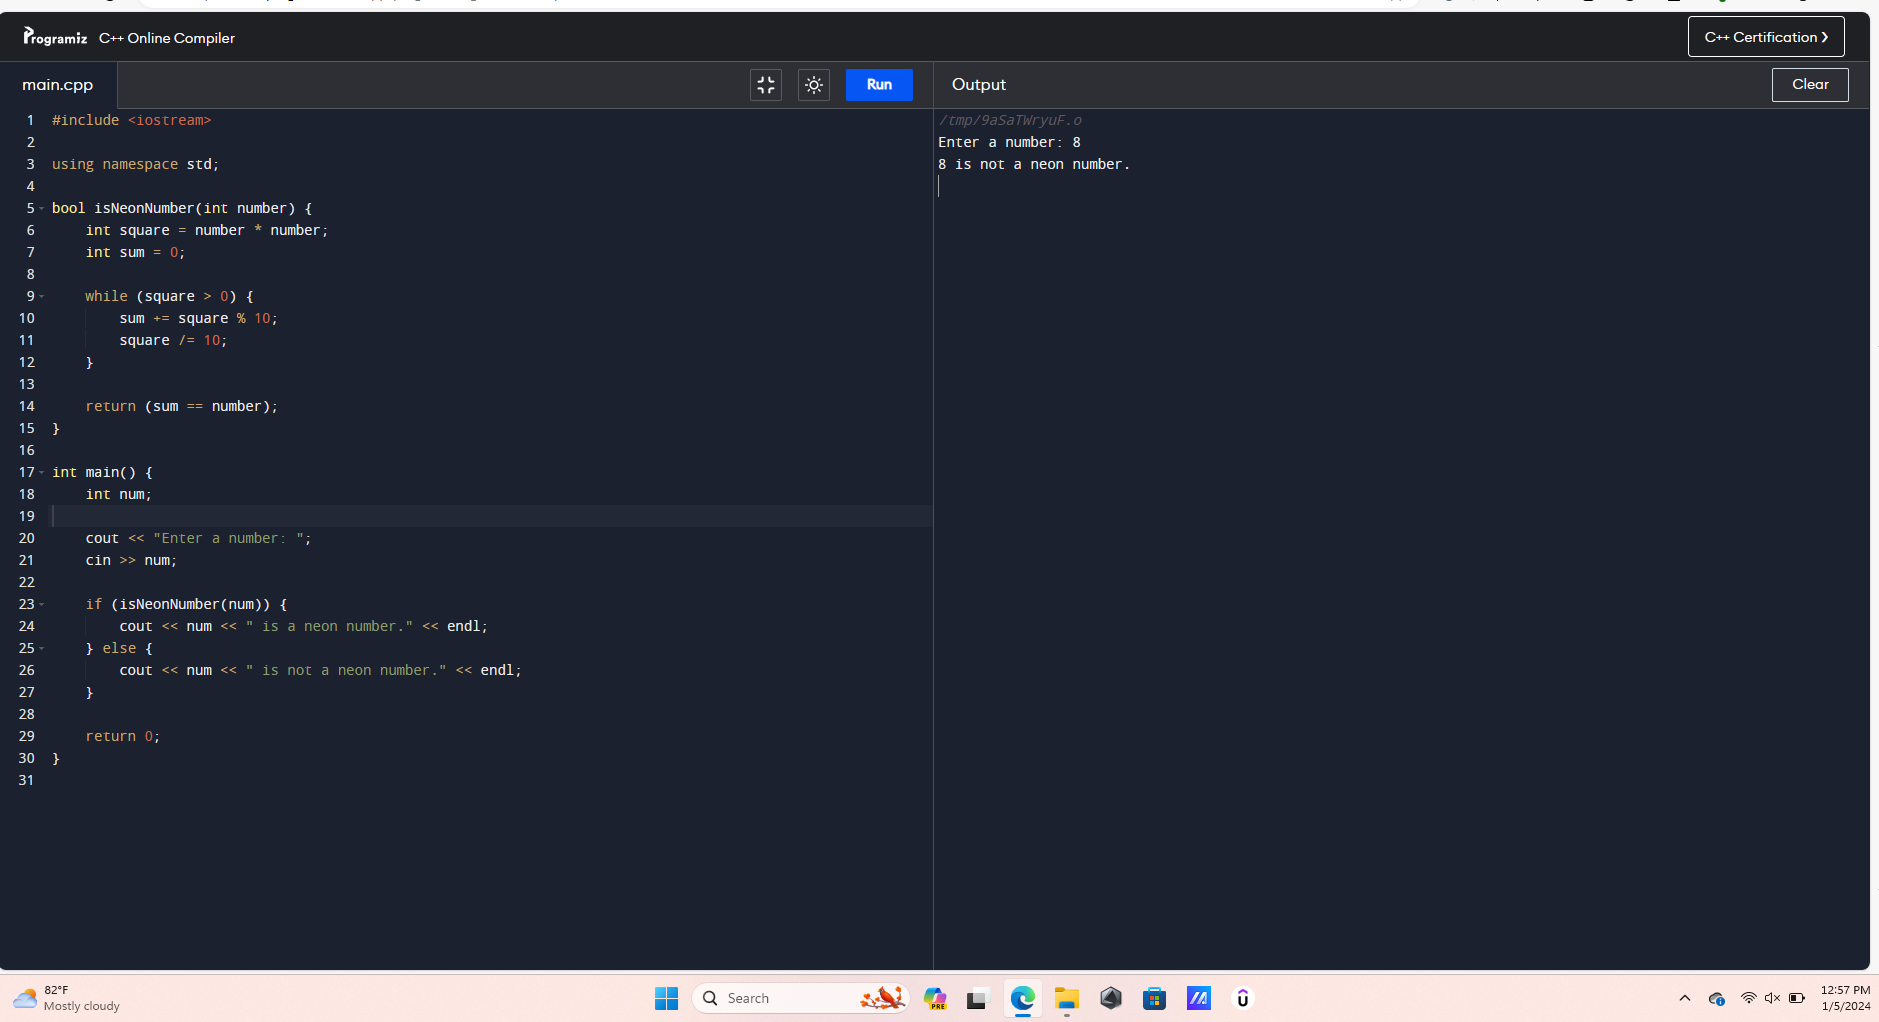 Programiz C++ Online Compiler
C++ Certification ❯
main.cpp
Run
Output
Clear
1 #include <iostream>
2
3 using namespace std;
4
5 bool isNeonNumber(int number) {
6     int square = number * number;
7     int sum = 0;
8
9     while (square > 0) {
10         sum += square % 10;
11         square /= 10;
12     }
13
14     return (sum == number);
15 }
16
17 int main() {
18     int num;
19
20     cout << "Enter a number: ";
21     cin >> num;
22
23     if (isNeonNumber(num)) {
24         cout << num << " is a neon number." << endl;
25     } else {
26         cout << num << " is not a neon number." << endl;
27     }
28
29     return 0;
30 }
31
/tmp/9aSaTWryuF.o
Enter a number: 8
8 is not a neon number.
82°F
Mostly cloudy
Search
PRE
12:57 PM
1/5/2024